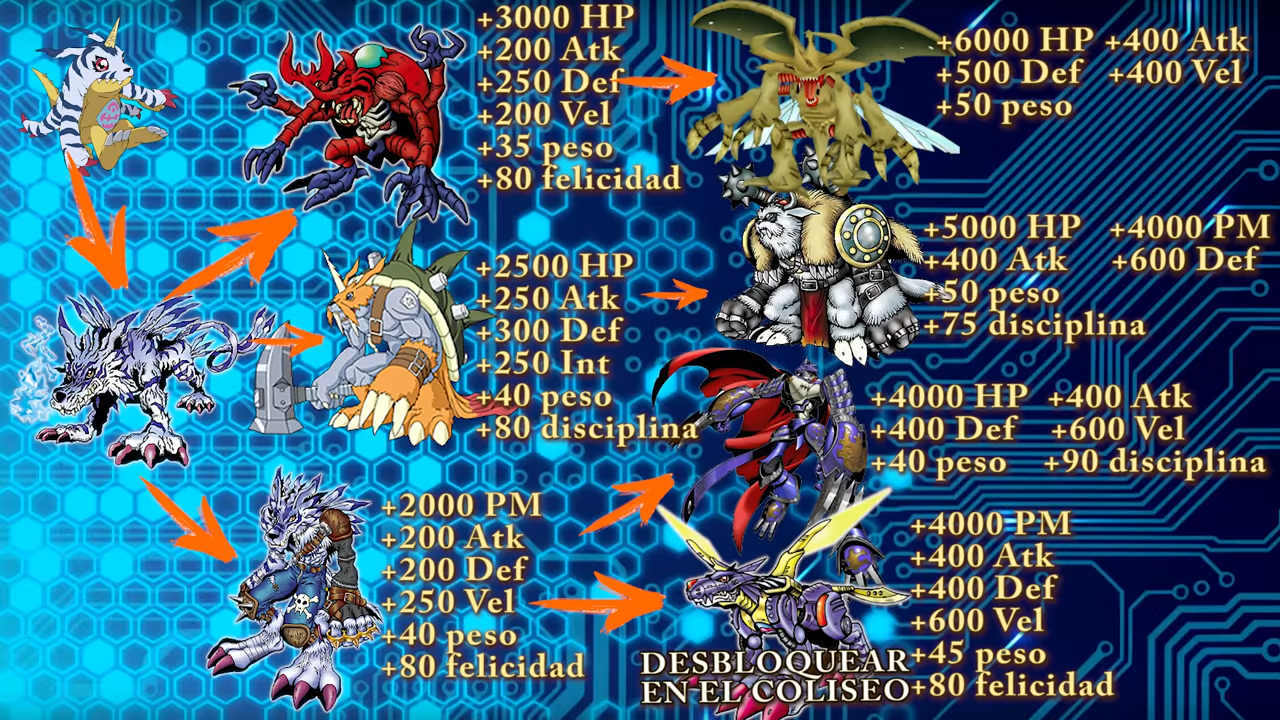 +3000 HP
+200 Atk
+250 Def
+200 Vel
+35 peso
+80 felicidad
+6000 HP +400 Atk
+500 Def +400 Vel
+50 peso
+2500 HP
+250 Atk
+300 Def
+250 Int
+40 peso
+80 disciplina
+5000 HP +4000 PM
+400 Atk +600 Def
+50 peso
+75 disciplina
+2000 PM
+200 Atk
+200 Def
+250 Vel
+40 peso
+80 felicidad
+4000 HP +400 Atk
+400 Def +600 Vel
+40 peso +90 disciplina
+4000 PM
+400 Atk
+400 Def
+600 Vel
+45 peso
+80 felicidad
DESBLOQUEAR
EN EL COLISEO